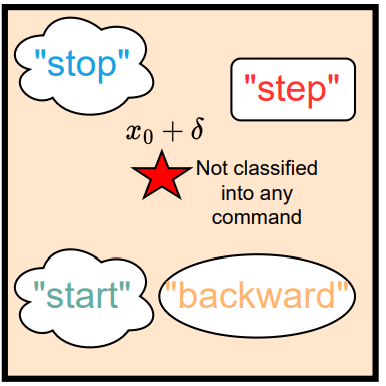 "stop"
"step"
x₀ + δ
Not classified
into any
command
"start"
"backward"